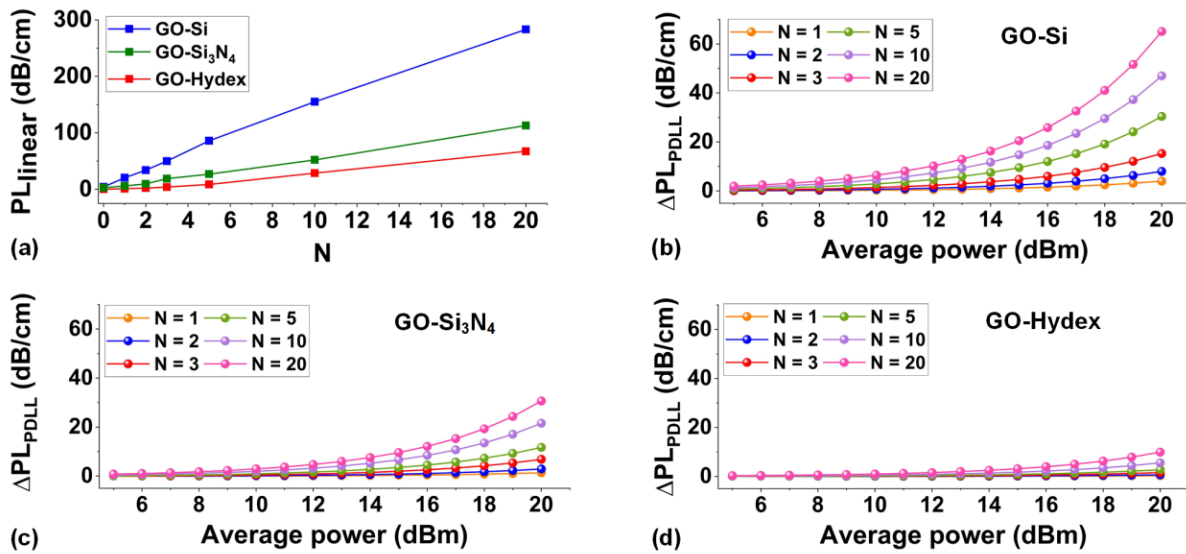 300
200
100
0
PL_linear (dB/cm)
GO-Si
GO-Si₃N₄
GO-Hydex
0 2 4 6 8 10 12 14 16 18 20
N
(a)
GO-Si
60
40
20
0
ΔPL_PDLL (dB/cm)
N = 1 N = 5
N = 2 N = 10
N = 3 N = 20
6 8 10 12 14 16 18 20
Average power (dBm)
(b)
GO-Si₃N₄
60
40
20
0
ΔPL_PDLL (dB/cm)
N = 1 N = 5
N = 2 N = 10
N = 3 N = 20
6 8 10 12 14 16 18 20
Average power (dBm)
(c)
GO-Hydex
60
40
20
0
ΔPL_PDLL (dB/cm)
N = 1 N = 5
N = 2 N = 10
N = 3 N = 20
6 8 10 12 14 16 18 20
Average power (dBm)
(d)